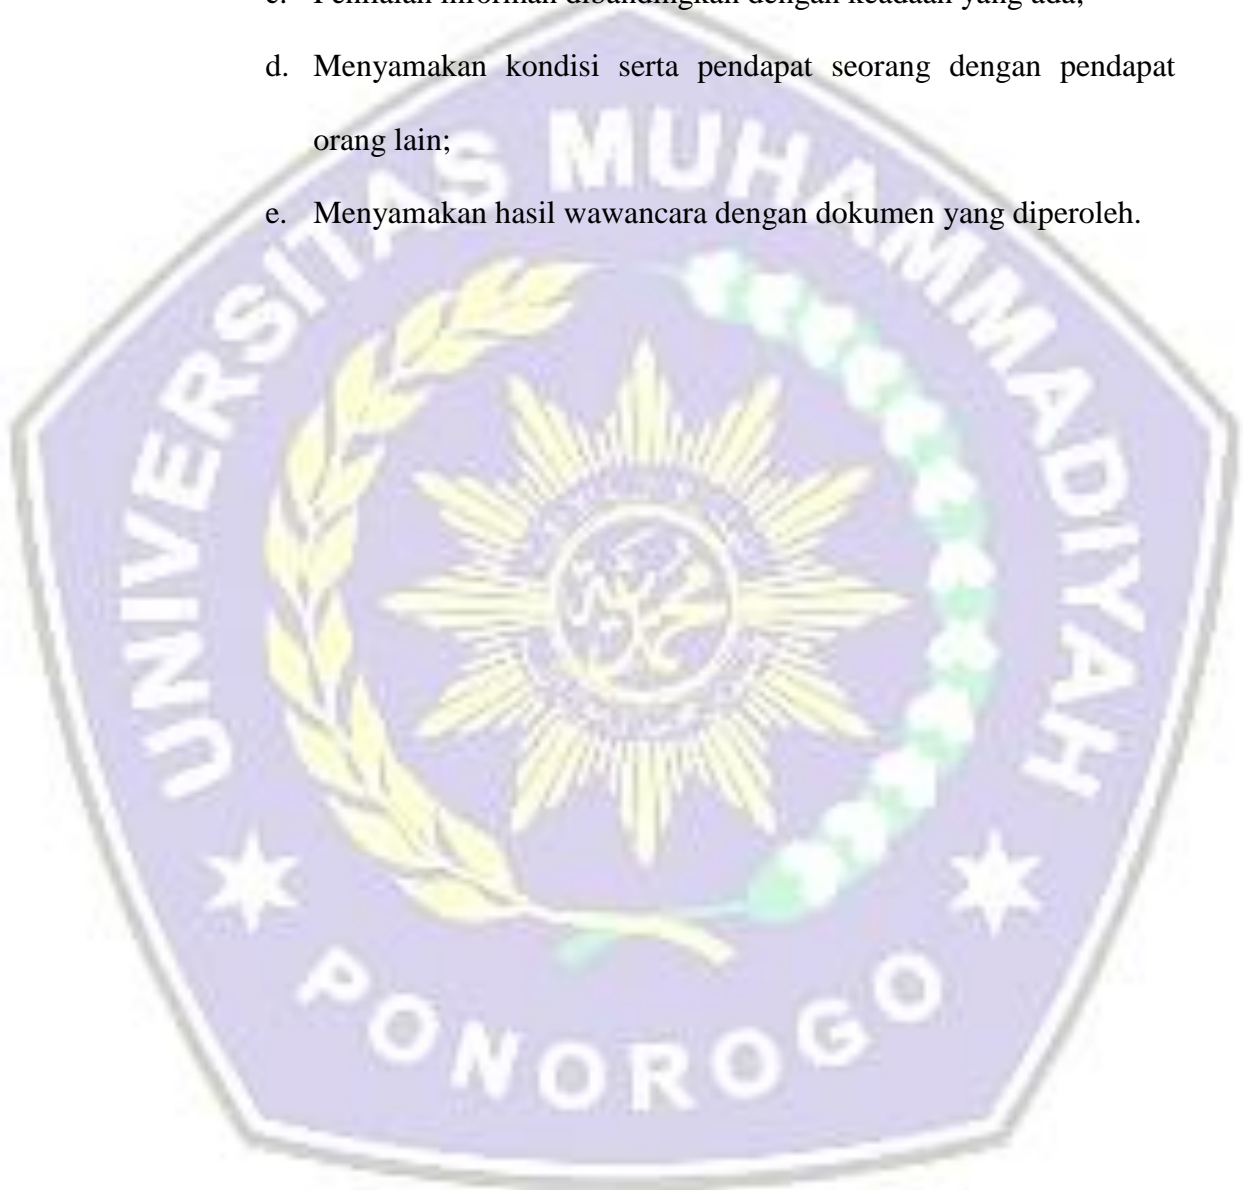 d. Menyamakan kondisi serta pendapat seorang dengan pendapat
orang lain;
e. Menyamakan hasil wawancara dengan dokumen yang diperoleh.
UNIVERSITAS MUHAMMADIYAH
PONOROGO